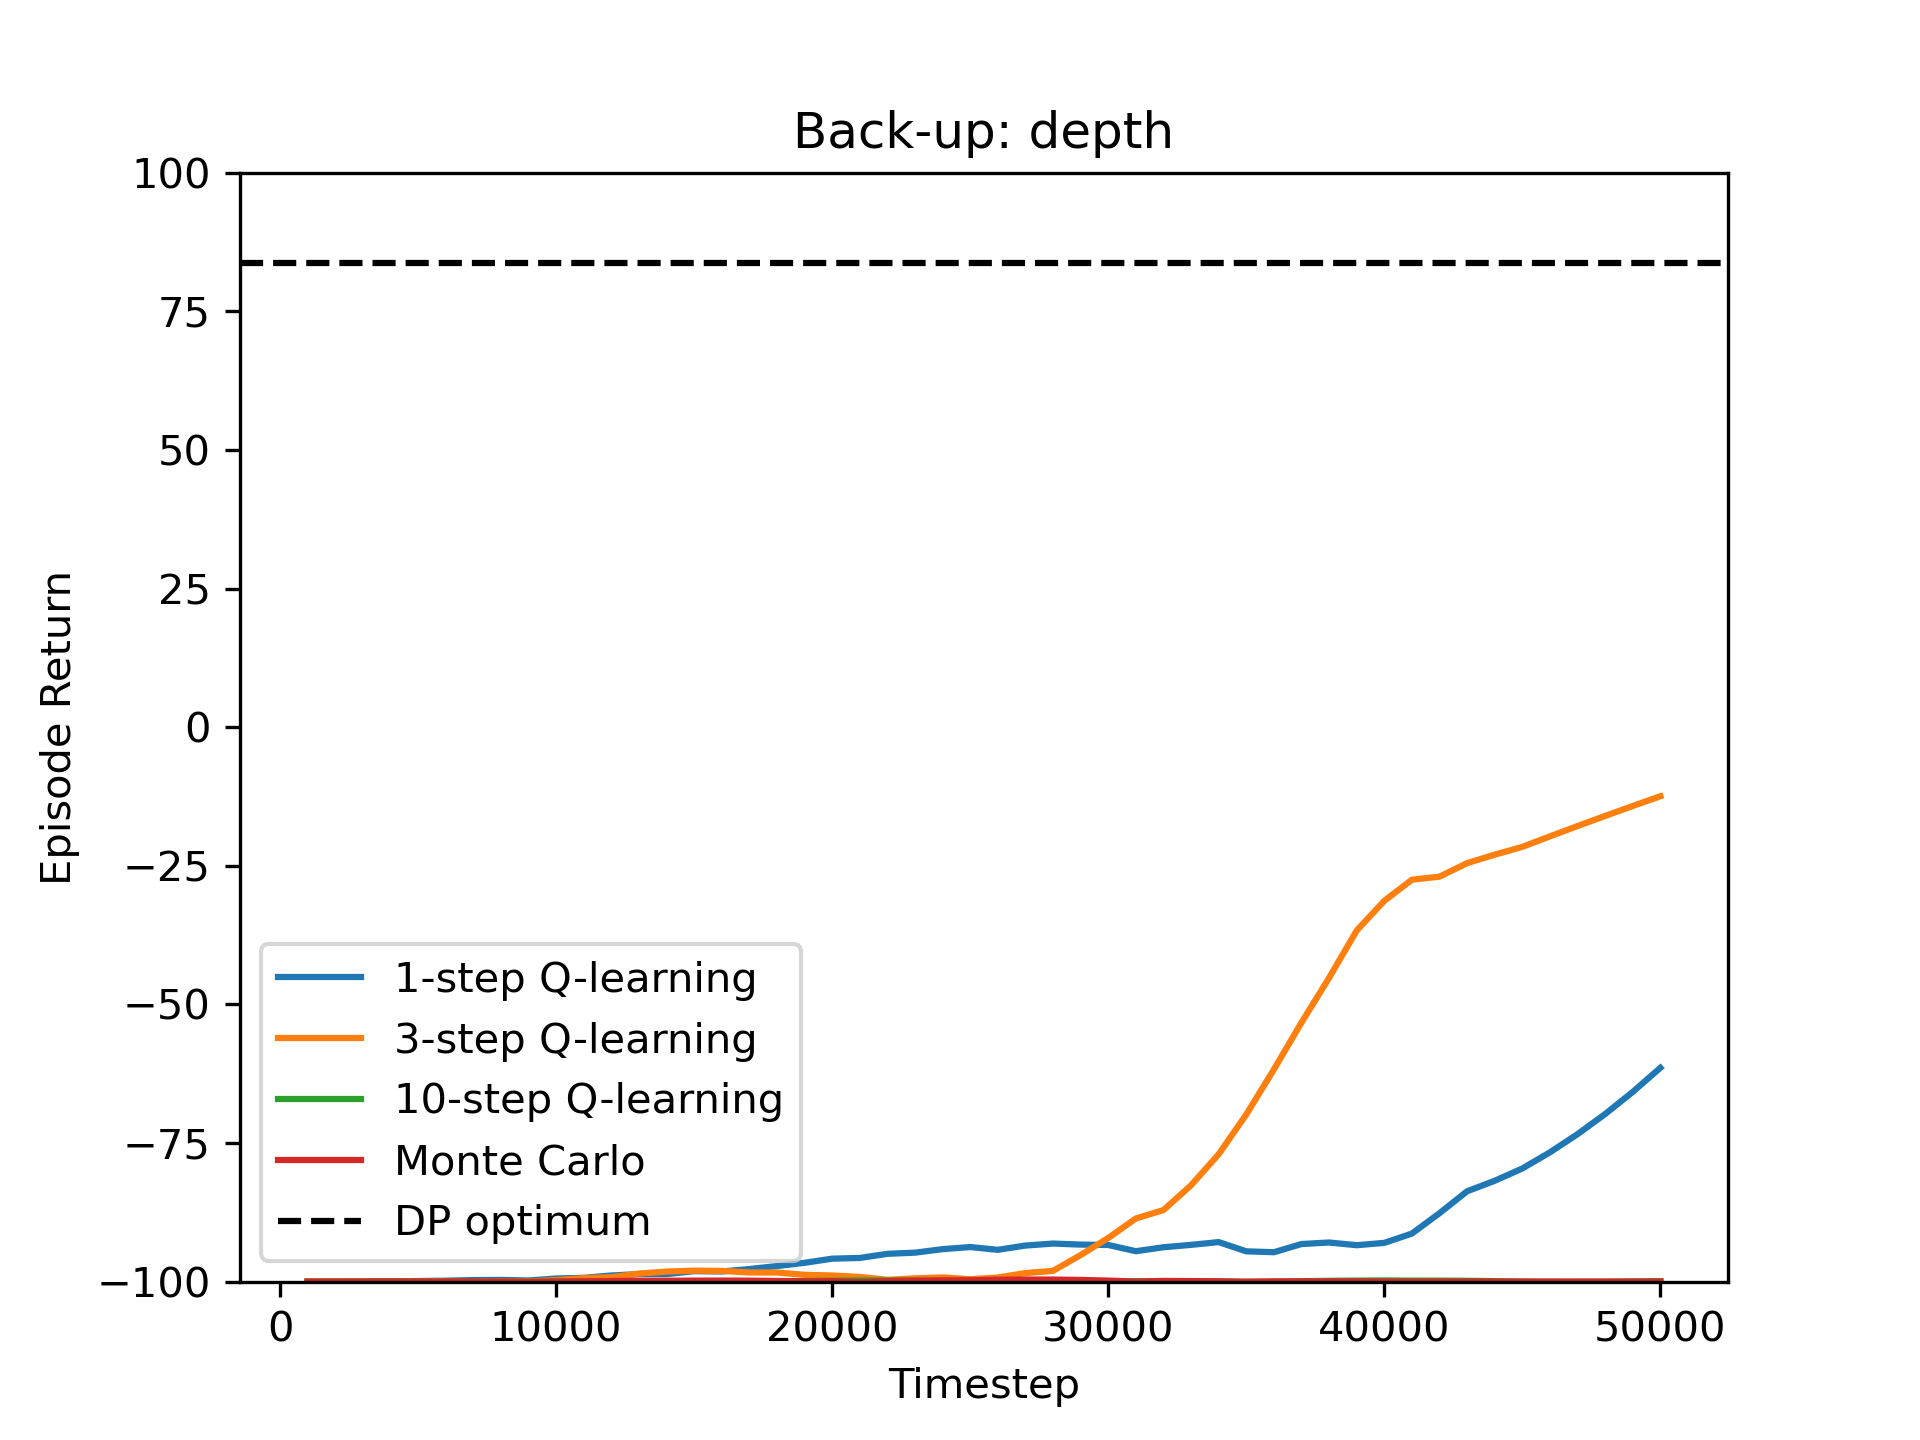 Back-up: depth
100
75
50
25
0
−25
−50
−75
−100
Episode Return
1-step Q-learning
3-step Q-learning
10-step Q-learning
Monte Carlo
DP optimum
0 10000 20000 30000 40000 50000
Timestep